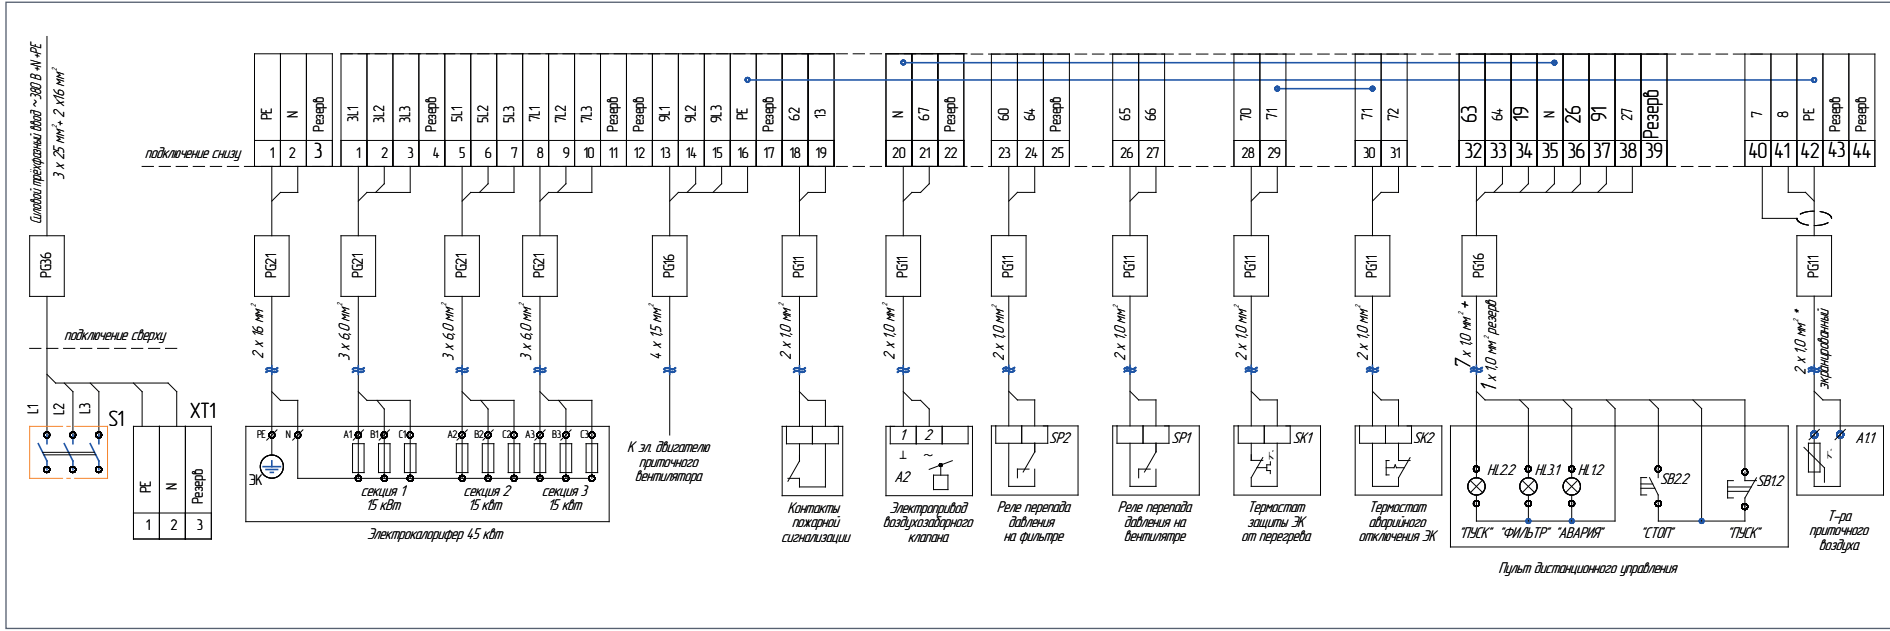 Силовой трёхфазный ввод ~380 В +N +PE
3 x 25 мм² + 2 x16 мм²
подключение снизу
PE N Резерв
1 2 3
3L1 3L2 3L3 Резерв 5L1 5L2 5L3 7L1 7L2 7L3 Резерв Резерв 9L1 9L2 9L3 PE Резерв 62 13
1 2 3 4 5 6 7 8 9 10 11 12 13 14 15 16 17 18 19
N 67 Резерв
20 21 22
60 64 Резерв
23 24 25
65 66
26 27
70 71
28 29
71 72
30 31
63 64 19 N 26 91 27 Резерв
32 33 34 35 36 37 38 39
7 8 PE Резерв Резерв
40 41 42 43 44
PG36 PG21 PG21 PG21 PG21 PG16 PG11 PG11 PG11 PG11 PG11 PG11 PG16 PG11
подключение сверху
2 x 16 мм²
3 x 6,0 мм²
3 x 6,0 мм²
3 x 6,0 мм²
4 x 1,5 мм²
2 x 1,0 мм²
2 x 1,0 мм²
2 x 1,0 мм²
2 x 1,0 мм²
2 x 1,0 мм²
2 x 1,0 мм²
7 x 1,0 мм² +
1 x 1,0 мм² резерв
2 x 1,0 мм² *
экранированный
L1 L2 L3 S1
XT1
PE N Резерв
1 2 3
PE N A1 B1 C1 A2 B2 C2 A3 B3 C3
ЭК
секция 1
15 кВт
секция 2
15 квт
секция 3
15 квт
Электрокалорифер 45 квт
К эл. двигателю
приточного
вентилятора
Контакты
пожарной
сигнализации
1 2
⊥ ~
A2
Электропривод
воздухозаборного
клапана
SP2
Реле перепада
давления
на фильтре
SP1
Реле перепада
давления на
вентилятре
SK1
Термостат
защиты ЭК
от перегрева
SK2
Термостат
аварийного
отключения ЭК
HL2.2 HL3.1 HL1.2 SB2.2 SB1.2
"ПУСК" "ФИЛЬТР" "АВАРИЯ" "СТОП" "ПУСК"
Пульт дистанционного управления
A1.1
Т-ра
приточного
воздуха